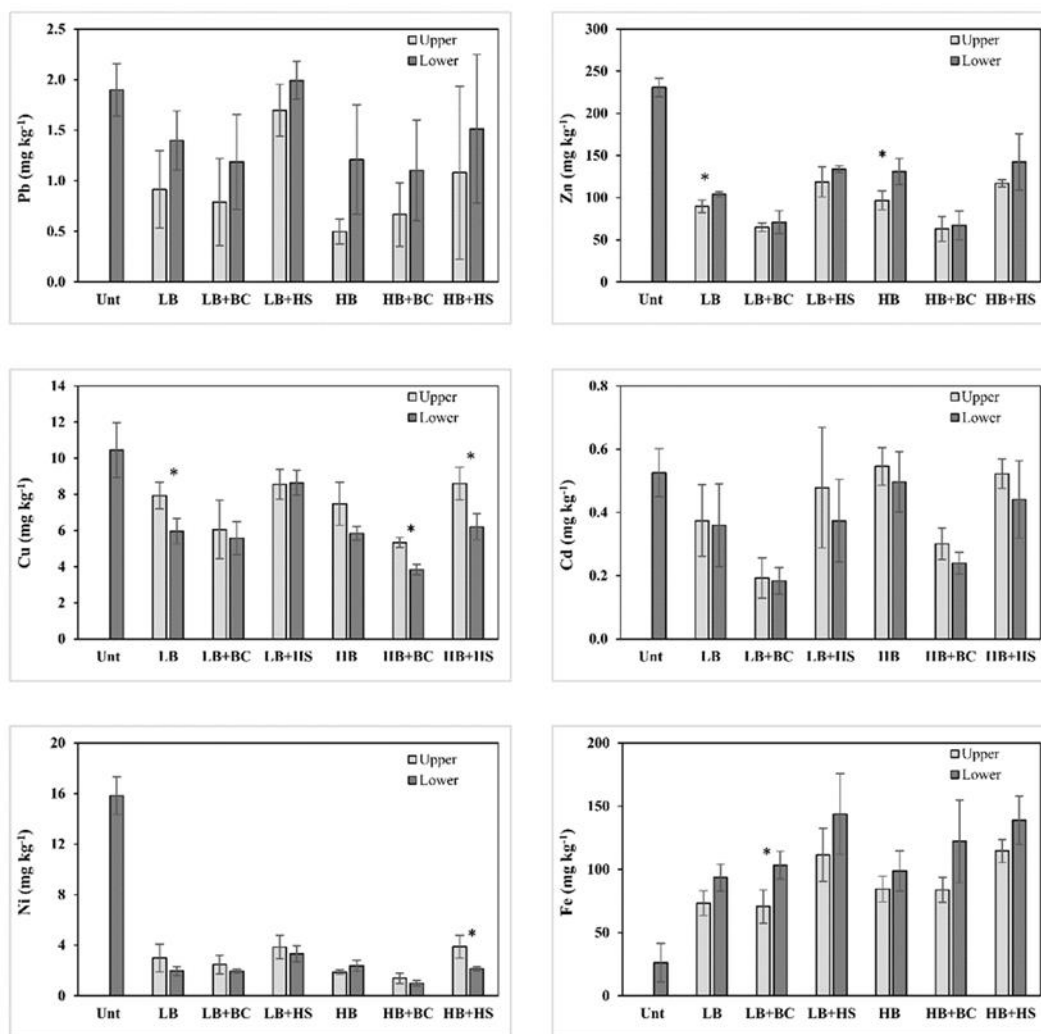 2.5
2.0
1.5
1.0
0.5
0.0
Pb (mg kg-1)
Upper
Lower
Unt LB LB+BC LB+HS HB HB+BC HB+HS
300
250
200
150
100
50
0
Zn (mg kg-1)
Upper
Lower
*
*
Unt LB LB+BC LB+HS HB HB+BC HB+HS
14
12
10
8
6
4
2
0
Cu (mg kg-1)
Upper
Lower
*
*
*
Unt LB LB+BC LB+HS HB HB+BC HB+HS
0.8
0.6
0.4
0.2
0.0
Cd (mg kg-1)
Upper
Lower
Unt LB LB+BC LB+HS HB HB+BC HB+HS
20
16
12
8
4
0
Ni (mg kg-1)
Upper
Lower
*
Unt LB LB+BC LB+HS HB HB+BC HB+HS
200
150
100
50
0
Fe (mg kg-1)
Upper
Lower
*
Unt LB LB+BC LB+HS HB HB+BC HB+HS